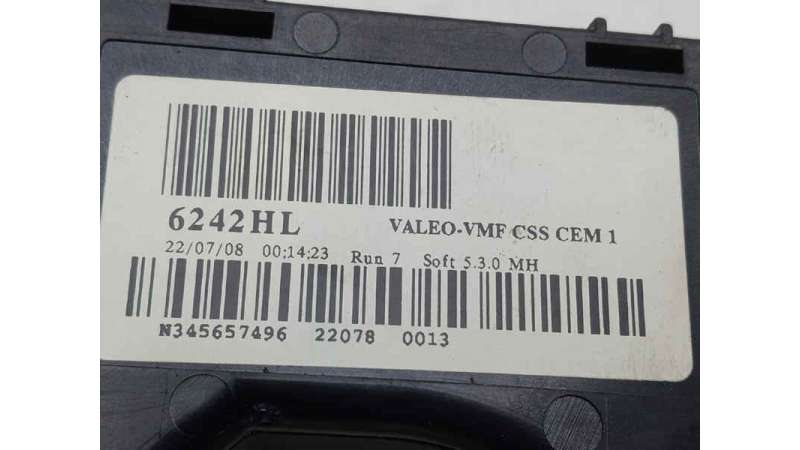 6242HL VALEO-VMF CSS CEM 1
22/07/08 00:14:23 Run 7 Soft 5.3.0 MH
N345657496 22078 0013